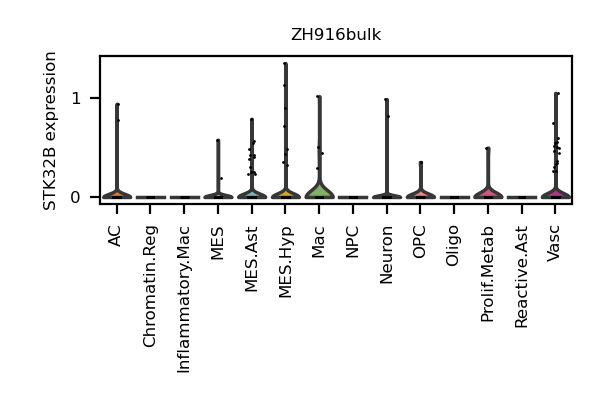 ZH916bulk
STK32B expression
1
0
AC
Chromatin.Reg
Inflammatory.Mac
MES
MES.Ast
MES.Hyp
Mac
NPC
Neuron
OPC
Oligo
Prolif.Metab
Reactive.Ast
Vasc